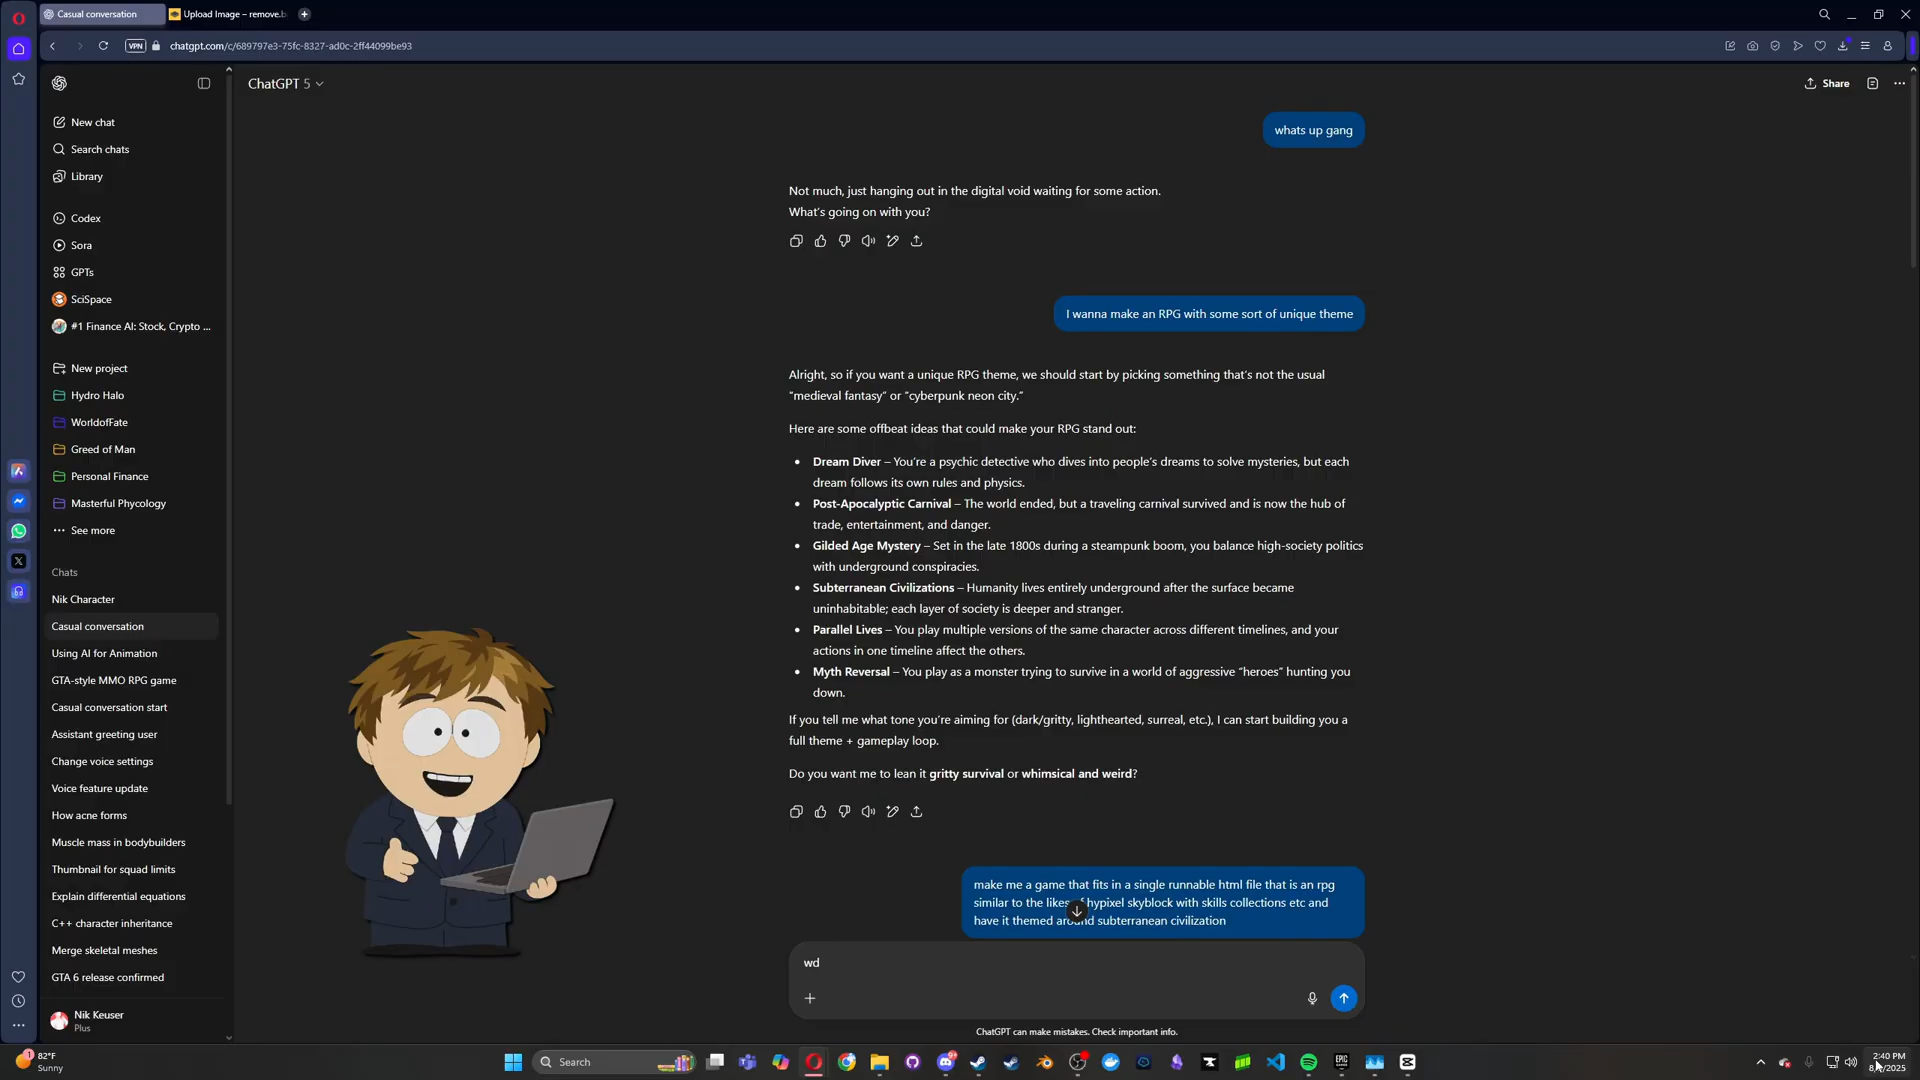 Casual conversation
Upload Image – remove.b
VPN
chatgpt.com/c/689797e3-75fc-8327-ad0c-2ff44099be93
ChatGPT 5
Share
New chat
Search chats
Library
Codex
Sora
GPTs
SciSpace
#1 Finance AI: Stock, Crypto ...
New project
Hydro Halo
WorldofFate
Greed of Man
Personal Finance
Masterful Phycology
See more
Chats
Nik Character
Casual conversation
Using AI for Animation
GTA-style MMO RPG game
Casual conversation start
Assistant greeting user
Change voice settings
Voice feature update
How acne forms
Muscle mass in bodybuilders
Thumbnail for squad limits
Explain differential equations
C++ character inheritance
Merge skeletal meshes
GTA 6 release confirmed
Nik Keuser
Plus
whats up gang
Not much, just hanging out in the digital void waiting for some action.
What's going on with you?
I wanna make an RPG with some sort of unique theme
Alright, so if you want a unique RPG theme, we should start by picking something that's not the usual
"medieval fantasy" or "cyberpunk neon city."
Here are some offbeat ideas that could make your RPG stand out:
• Dream Diver – You're a psychic detective who dives into people's dreams to solve mysteries, but each
dream follows its own rules and physics.
• Post-Apocalyptic Carnival – The world ended, but a traveling carnival survived and is now the hub of
trade, entertainment, and danger.
• Gilded Age Mystery – Set in the late 1800s during a steampunk boom, you balance high-society politics
with underground conspiracies.
• Subterranean Civilizations – Humanity lives entirely underground after the surface became
uninhabitable; each layer of society is deeper and stranger.
• Parallel Lives – You play multiple versions of the same character across different timelines, and your
actions in one timeline affect the others.
• Myth Reversal – You play as a monster trying to survive in a world of aggressive "heroes" hunting you
down.
If you tell me what tone you're aiming for (dark/gritty, lighthearted, surreal, etc.), I can start building you a
full theme + gameplay loop.
Do you want me to lean it gritty survival or whimsical and weird?
make me a game that fits in a single runnable html file that is an rpg
similar to the likes hypixel skyblock with skills collections etc and
have it themed around subterranean civilization
wd
ChatGPT can make mistakes. Check important info.
82°F
Sunny
Search
2:40 PM